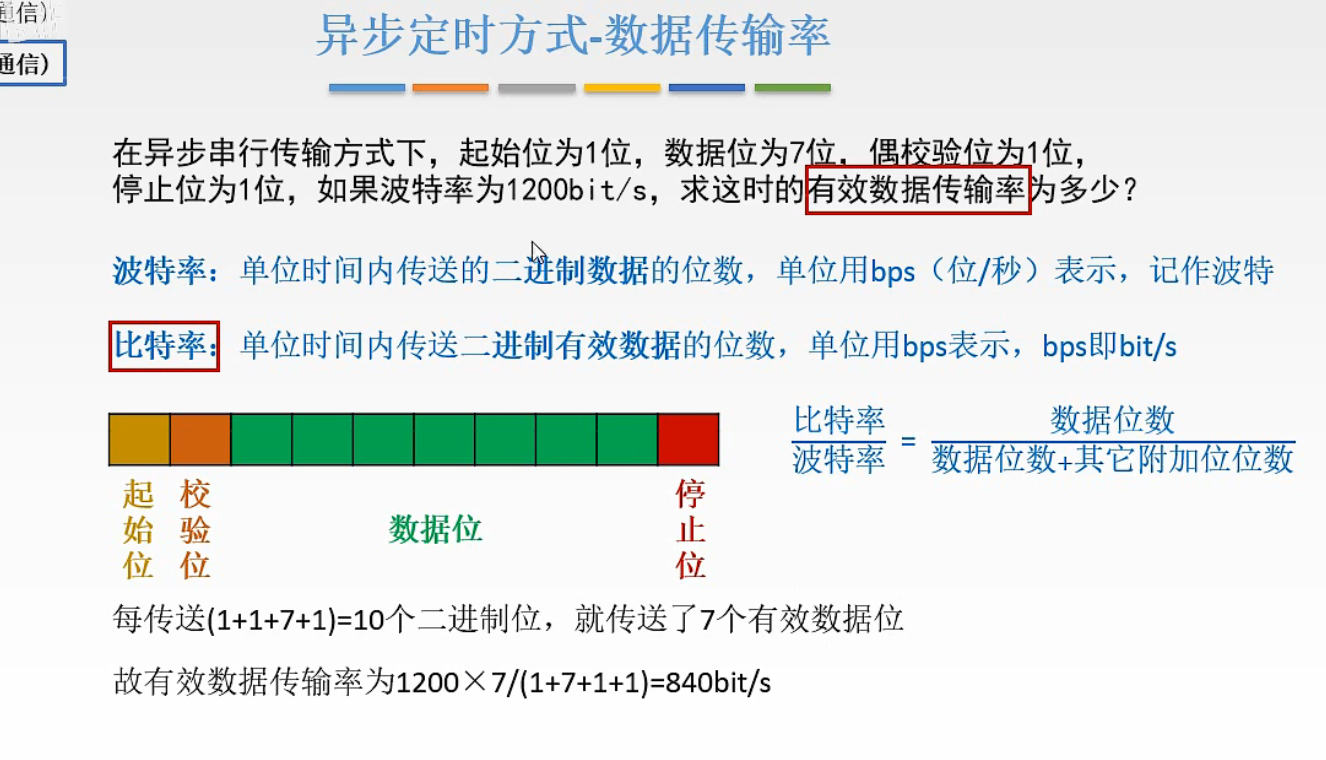 通信)
通信)
异步定时方式-数据传输率
在异步串行传输方式下，起始位为1位，数据位为7位，偶校验位为1位，
停止位为1位，如果波特率为1200bit/s，求这时的有效数据传输率为多少？
波特率：单位时间内传送的二进制数据的位数，单位用bps（位/秒）表示，记作波特
比特率：单位时间内传送二进制有效数据的位数，单位用bps表示，bps即bit/s
比特率 数据位数
=
波特率 数据位数+其它附加位位数
起始位
校验位
数据位
停止位
每传送(1+1+7+1)=10个二进制位，就传送了7个有效数据位
故有效数据传输率为1200×7/(1+7+1+1)=840bit/s